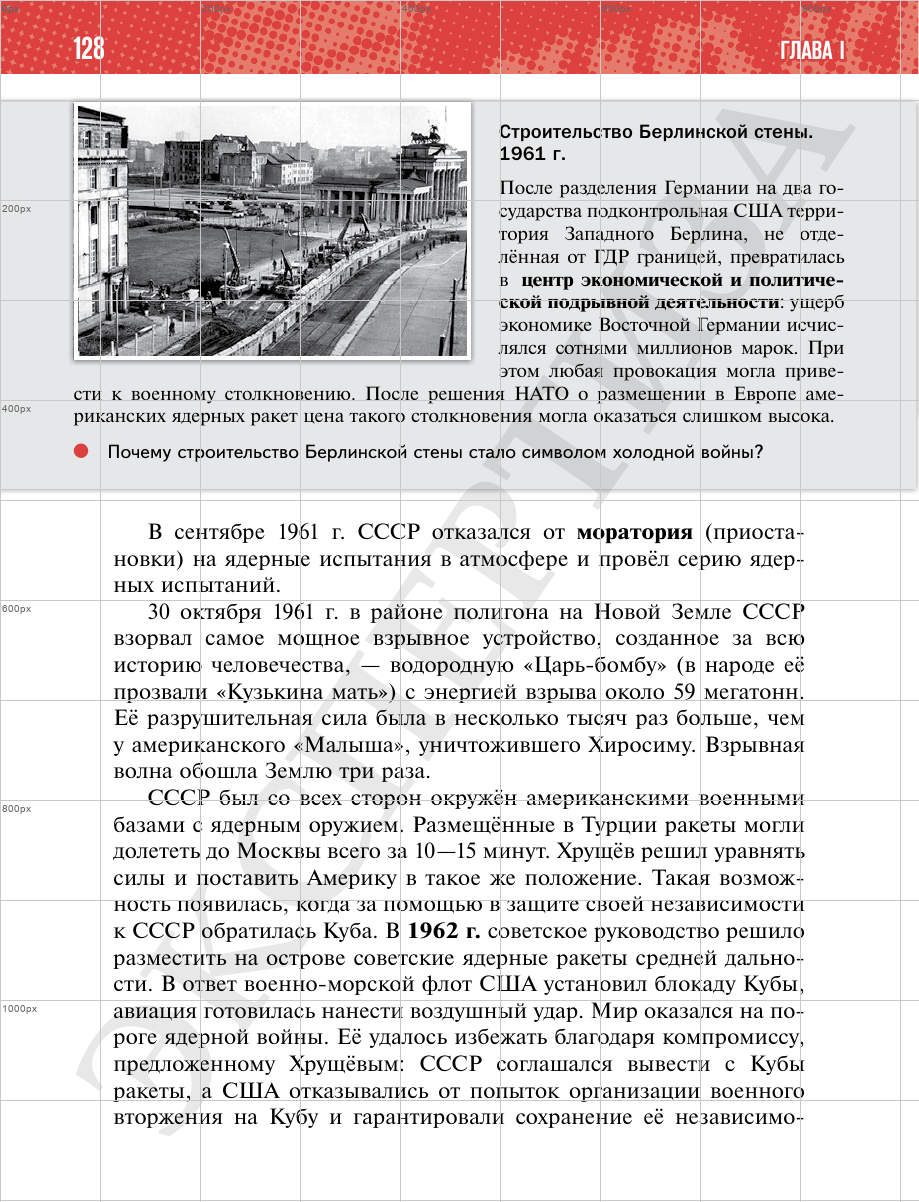 128
ГЛАВА I
Строительство Берлинской стены.
1961 г.
После разделения Германии на два го-
сударства подконтрольная США терри-
тория Западного Берлина, не отде-
лённая от ГДР границей, превратилась
в центр экономической и политиче-
ской подрывной деятельности: ущерб
экономике Восточной Германии исчис-
лялся сотнями миллионов марок. При
этом любая провокация могла приве-
сти к военному столкновению. После решения НАТО о размещении в Европе аме-
риканских ядерных ракет цена такого столкновения могла оказаться слишком высока.
Почему строительство Берлинской стены стало символом холодной войны?
В сентябре 1961 г. СССР отказался от моратория (приоста-
новки) на ядерные испытания в атмосфере и провёл серию ядер-
ных испытаний.
30 октября 1961 г. в районе полигона на Новой Земле СССР
взорвал самое мощное взрывное устройство, созданное за всю
историю человечества, — водородную «Царь-бомбу» (в народе её
прозвали «Кузькина мать») с энергией взрыва около 59 мегатонн.
Её разрушительная сила была в несколько тысяч раз больше, чем
у американского «Малыша», уничтожившего Хиросиму. Взрывная
волна обошла Землю три раза.
СССР был со всех сторон окружён американскими военными
базами с ядерным оружием. Размещённые в Турции ракеты могли
долететь до Москвы всего за 10—15 минут. Хрущёв решил уравнять
силы и поставить Америку в такое же положение. Такая возмож-
ность появилась, когда за помощью в защите своей независимости
к СССР обратилась Куба. В 1962 г. советское руководство решило
разместить на острове советские ядерные ракеты средней дально-
сти. В ответ военно-морской флот США установил блокаду Кубы,
авиация готовилась нанести воздушный удар. Мир оказался на по-
роге ядерной войны. Её удалось избежать благодаря компромиссу,
предложенному Хрущёвым: СССР соглашался вывести с Кубы
ракеты, а США отказывались от попыток организации военного
вторжения на Кубу и гарантировали сохранение её независимо-
ЭКСПЕРТИЗА
200px
400px
600px
800px
1000px